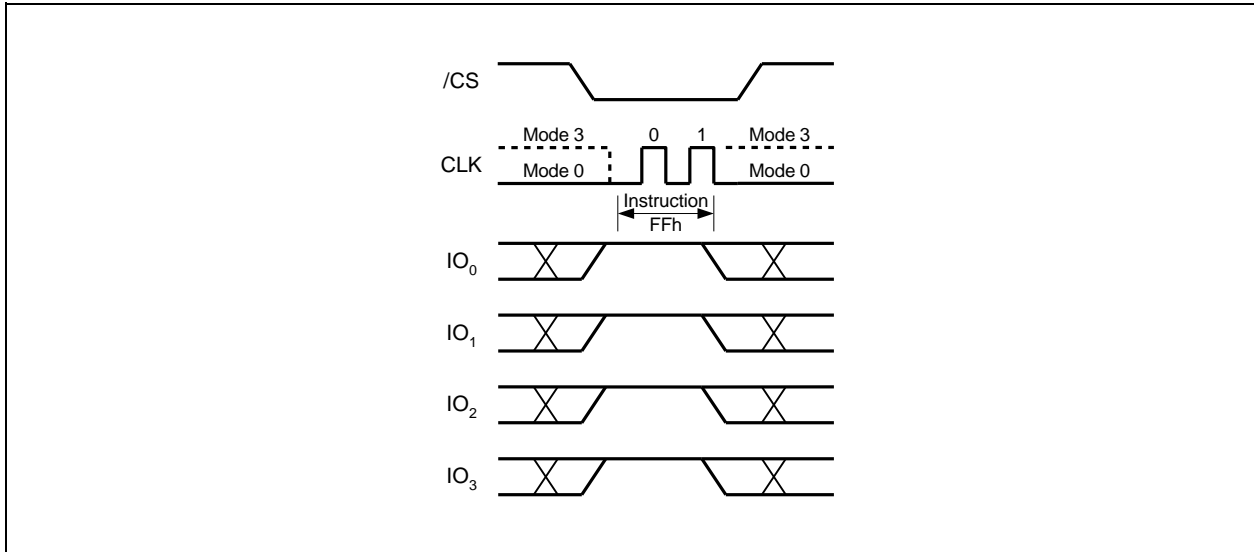 /CS
Mode 3 0 1 Mode 3
CLK
Mode 0 Mode 0
Instruction
FFh
IO0
IO1
IO2
IO3